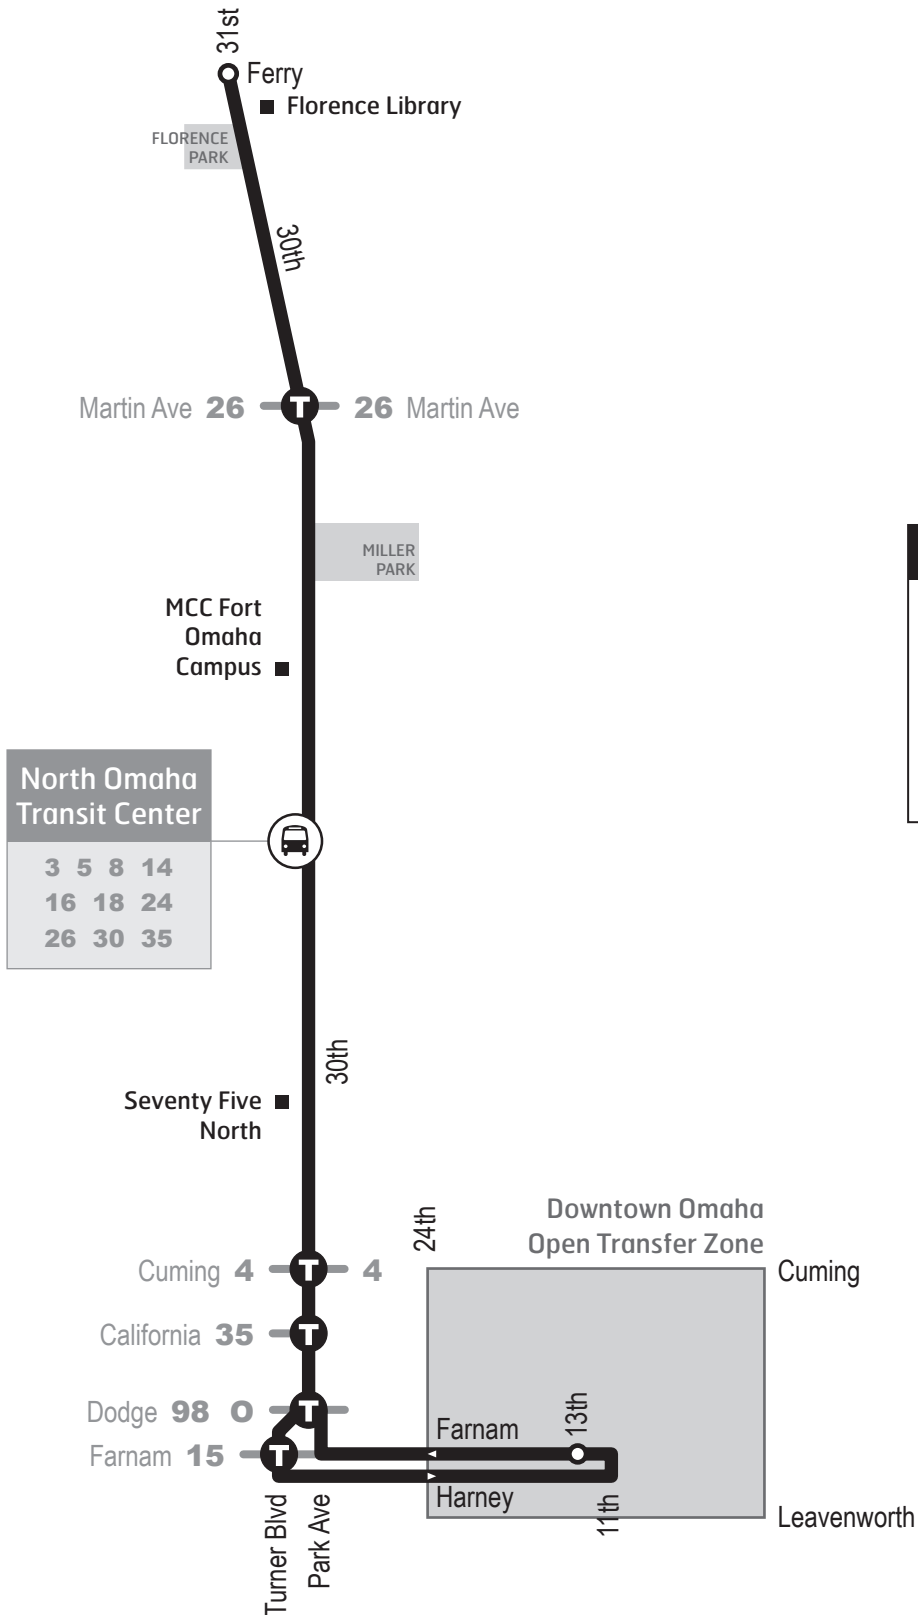 31st
Ferry
Florence Library
FLORENCE
PARK
30th
Martin Ave 26 T 26 Martin Ave
MILLER
PARK
MCC Fort
Omaha
Campus
North Omaha
Transit Center
3 5 8 14
16 18 24
26 30 35
30th
Seventy Five
North
24th
Downtown Omaha
Open Transfer Zone
Cuming 4 T 4
Cuming
California 35 T
Dodge 98 O T
13th
Farnam
Farnam 15 T
Harney
11th
Turner Blvd
Park Ave
Leavenworth